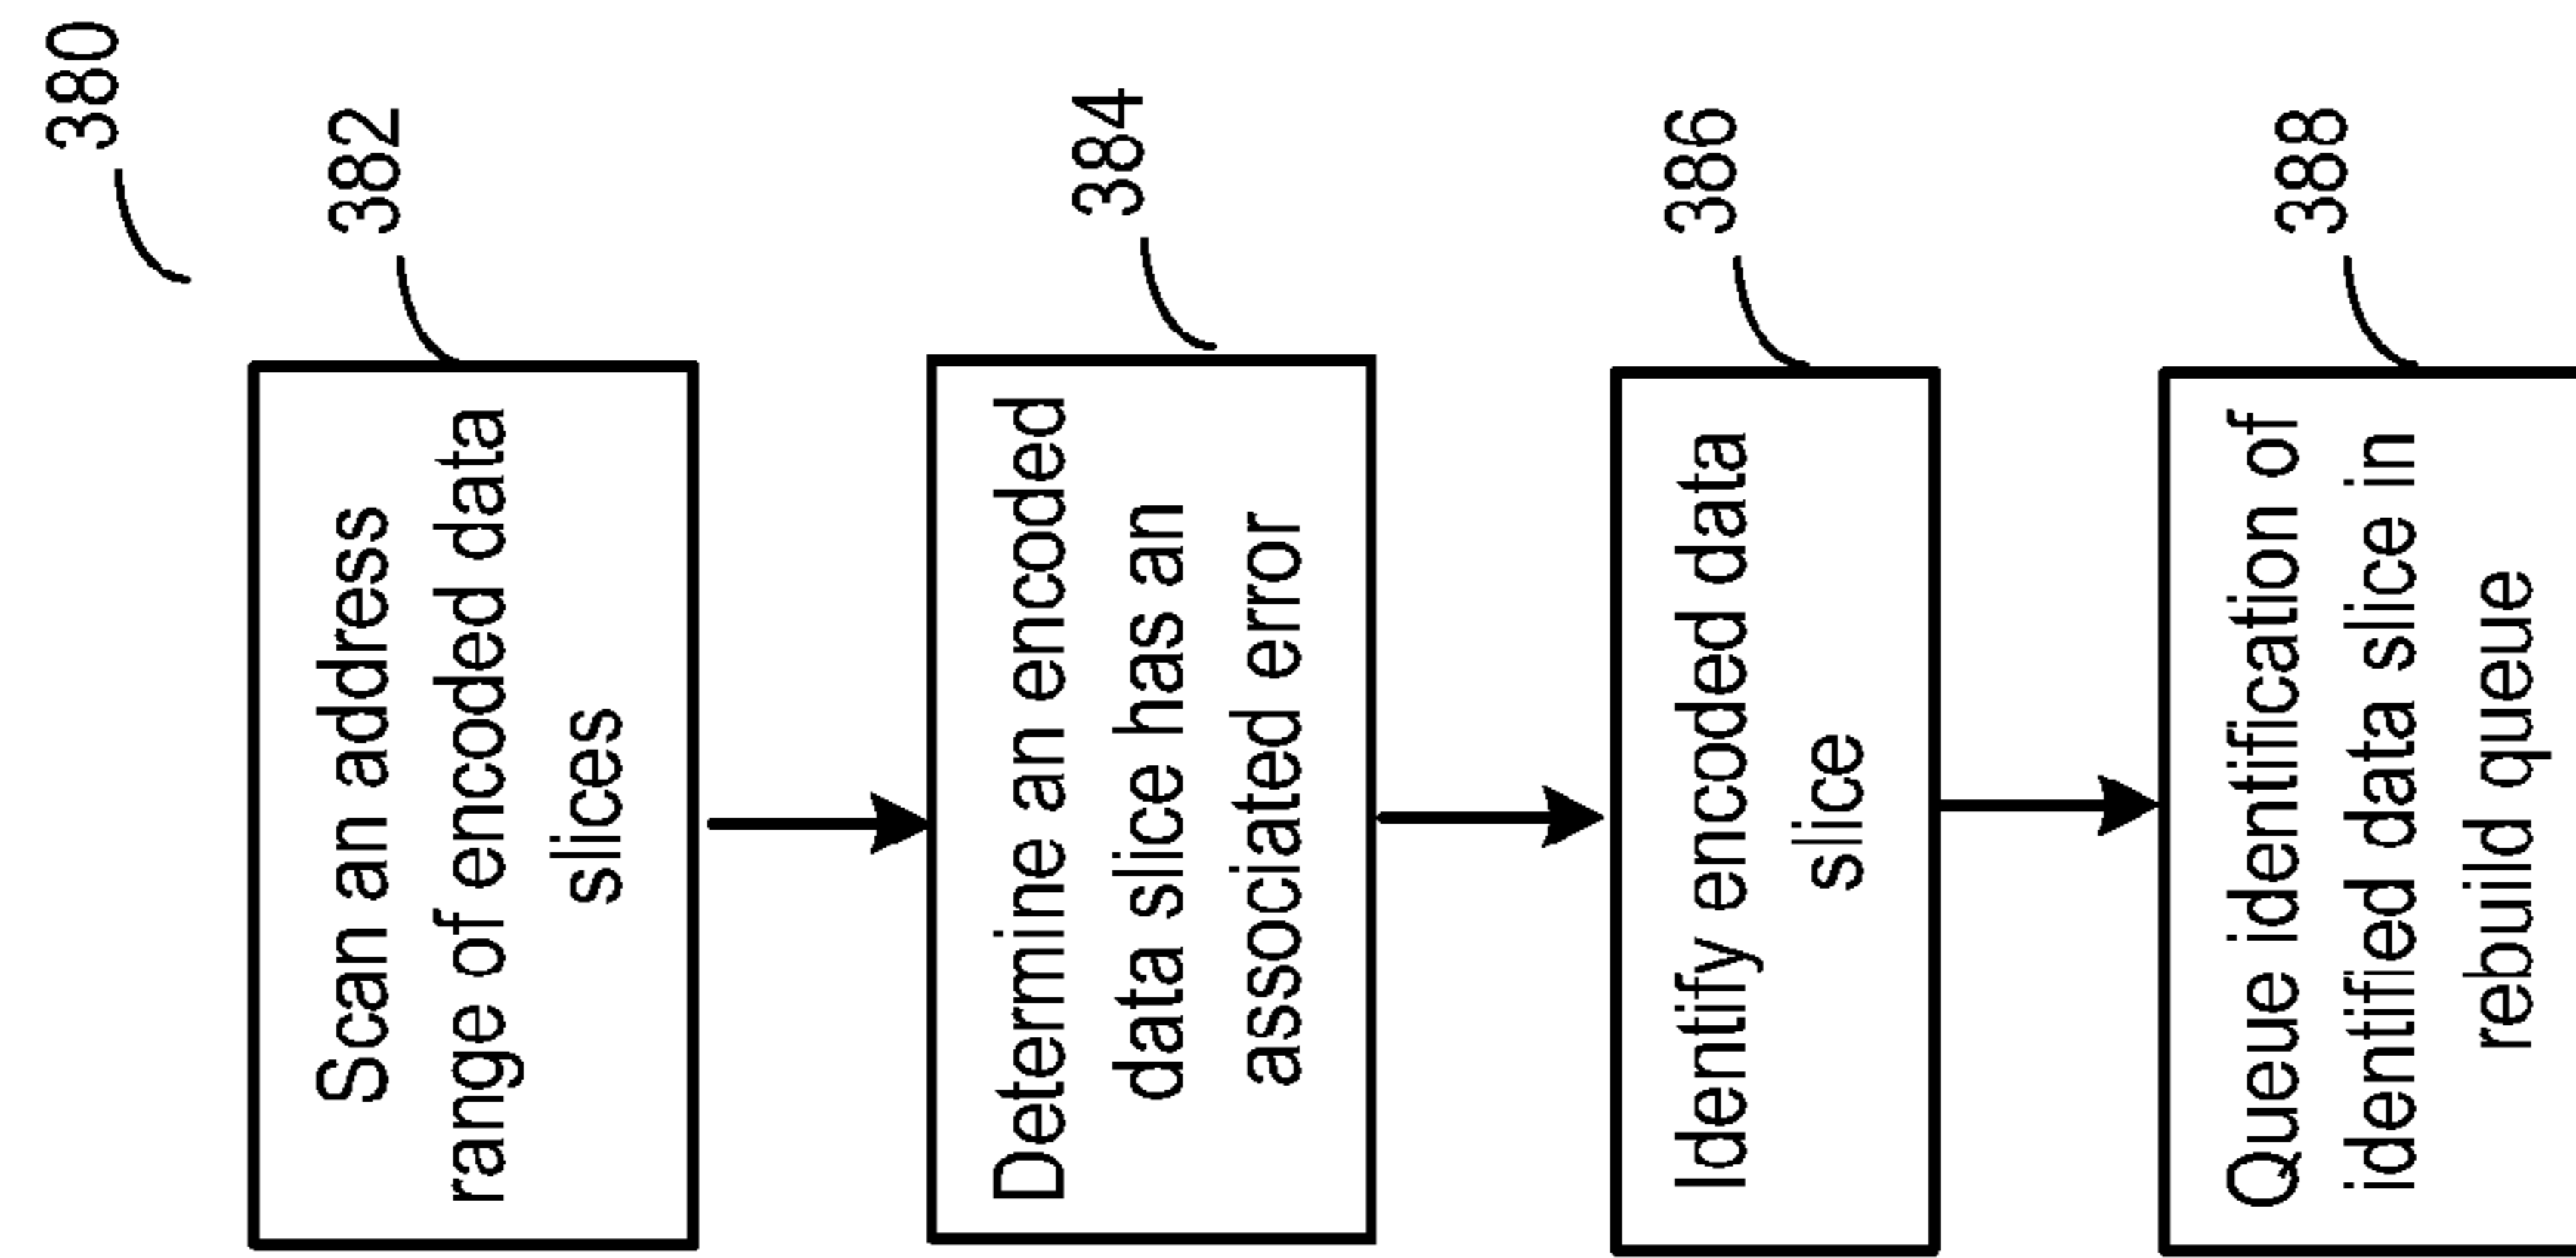 380
382
Scan an address
range of encoded data
slices
384
Determine an encoded
data slice has an
associated error
386
Identify encoded data
slice
388
Queue identification of
identified data slice in
rebuild queue